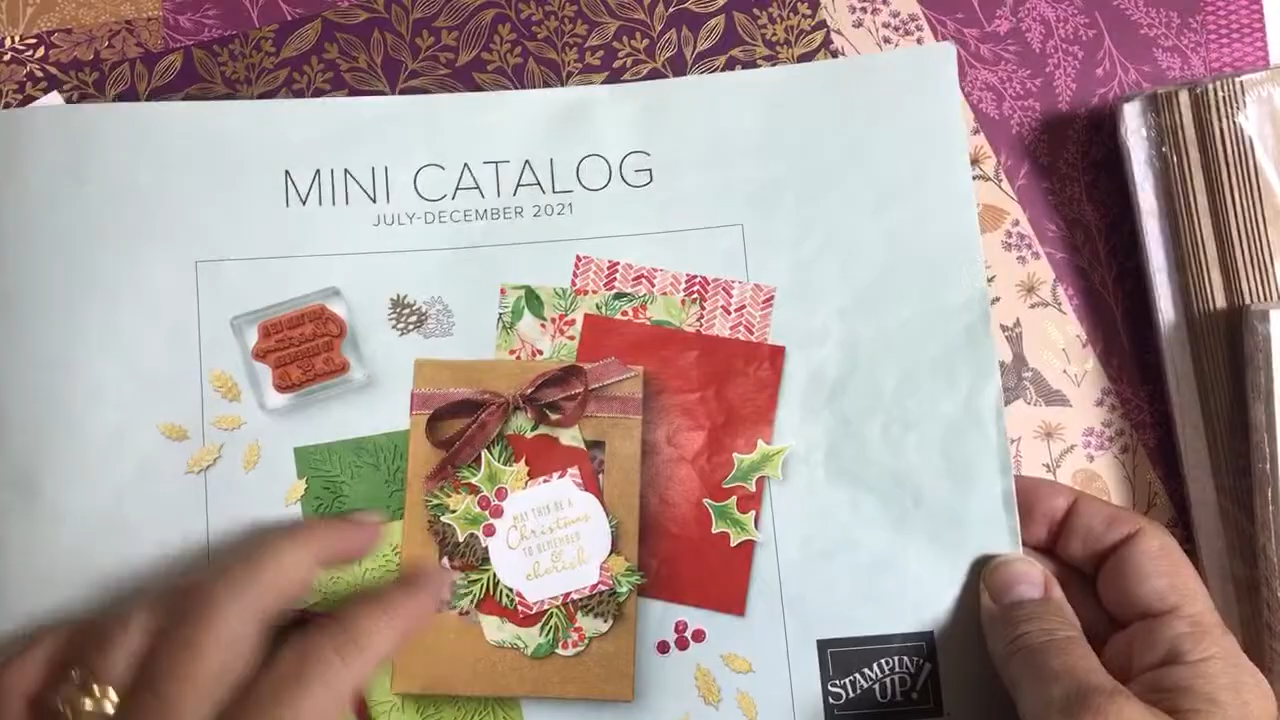 MINI CATALOG
JULY-DECEMBER 2021
MAY THIS BE A
Christmas
TO REMEMBER
&
cherish
STAMPIN'
UP!